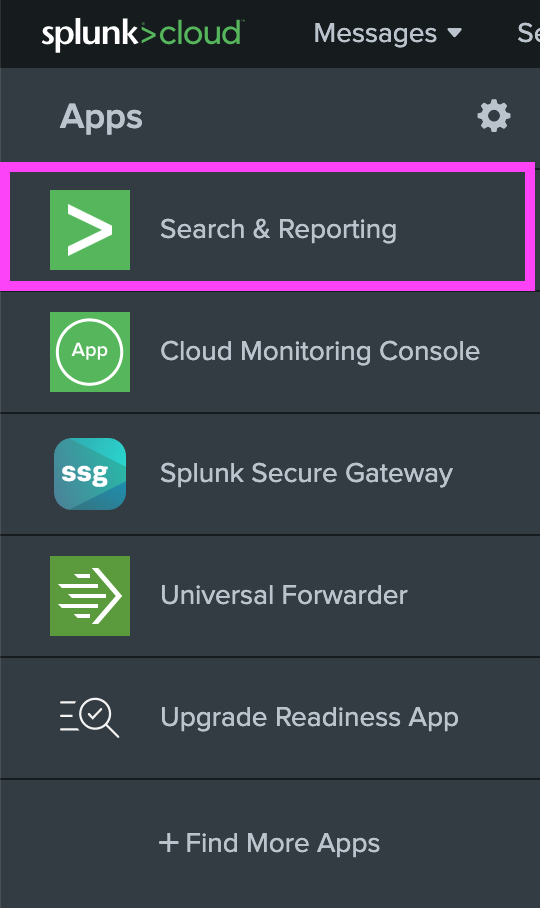 splunk>cloud
Messages
Apps
Search & Reporting
App
Cloud Monitoring Console
ssg
Splunk Secure Gateway
Universal Forwarder
Upgrade Readiness App
+ Find More Apps